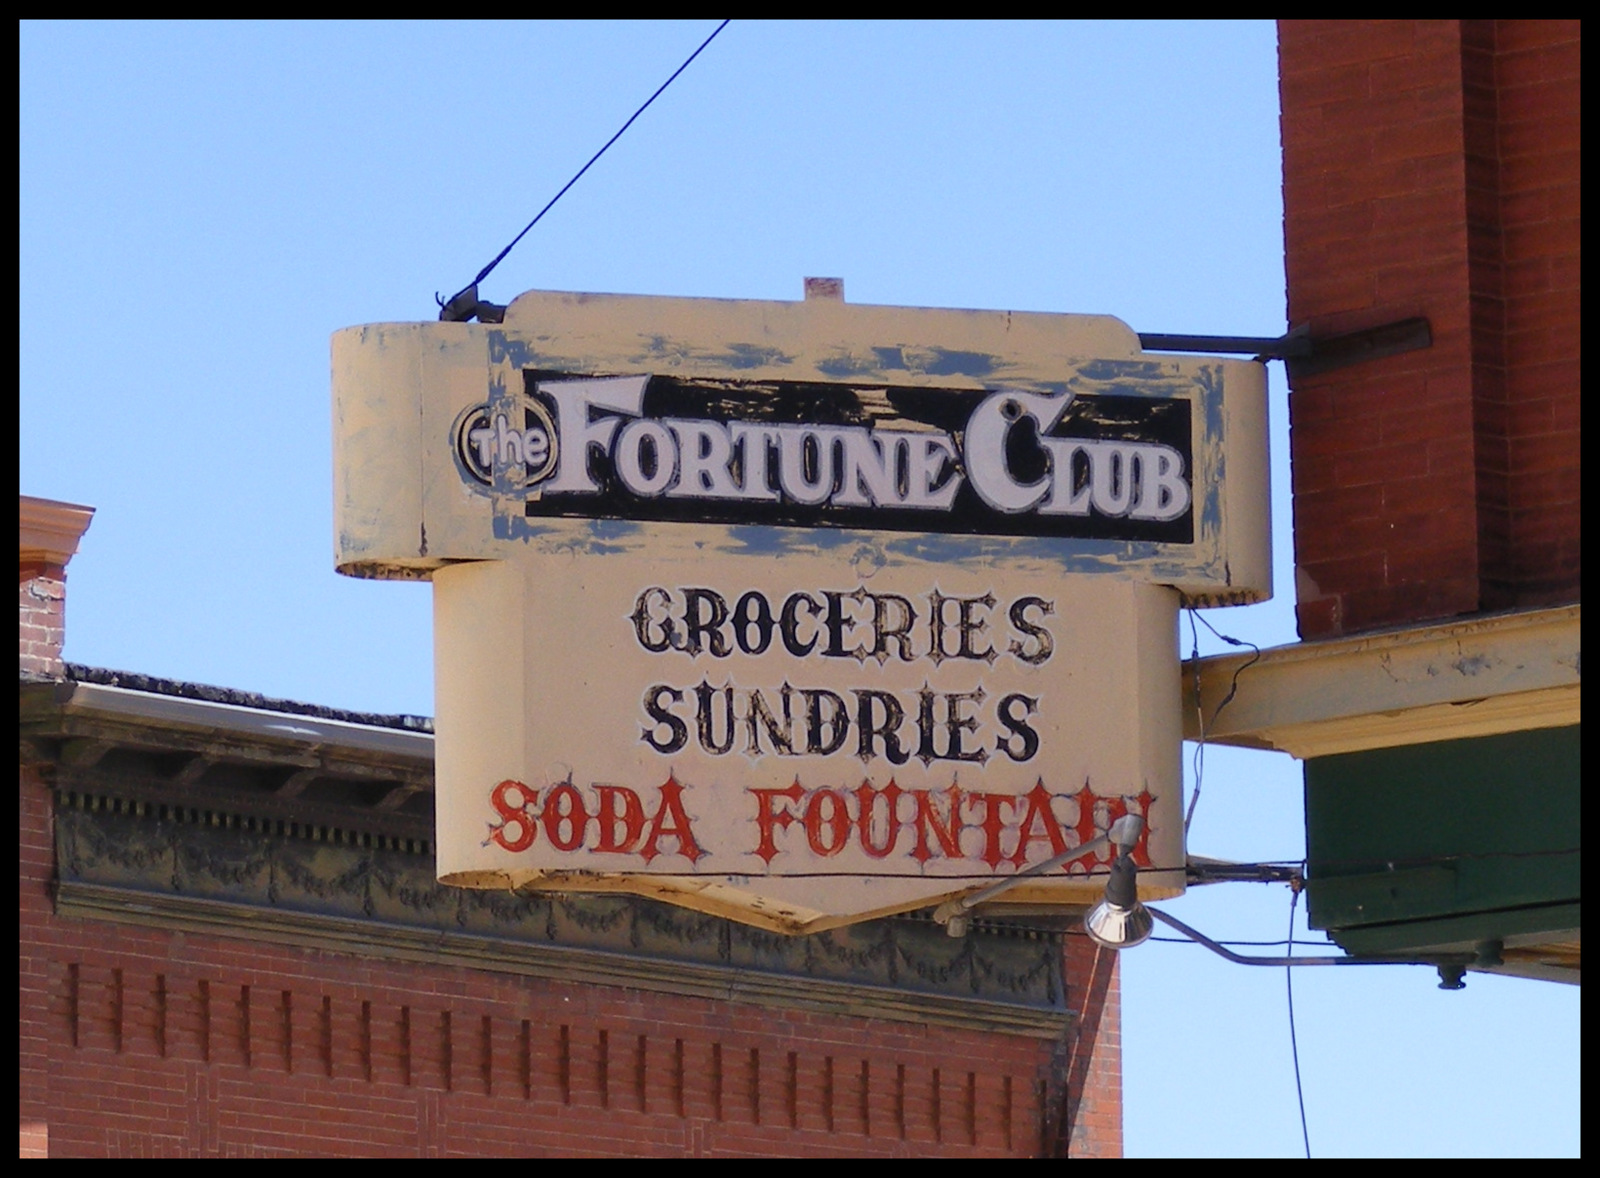 The FORTUNE CLUB
GROCERIES
SUNDRIES
SODA FOUNTAIN